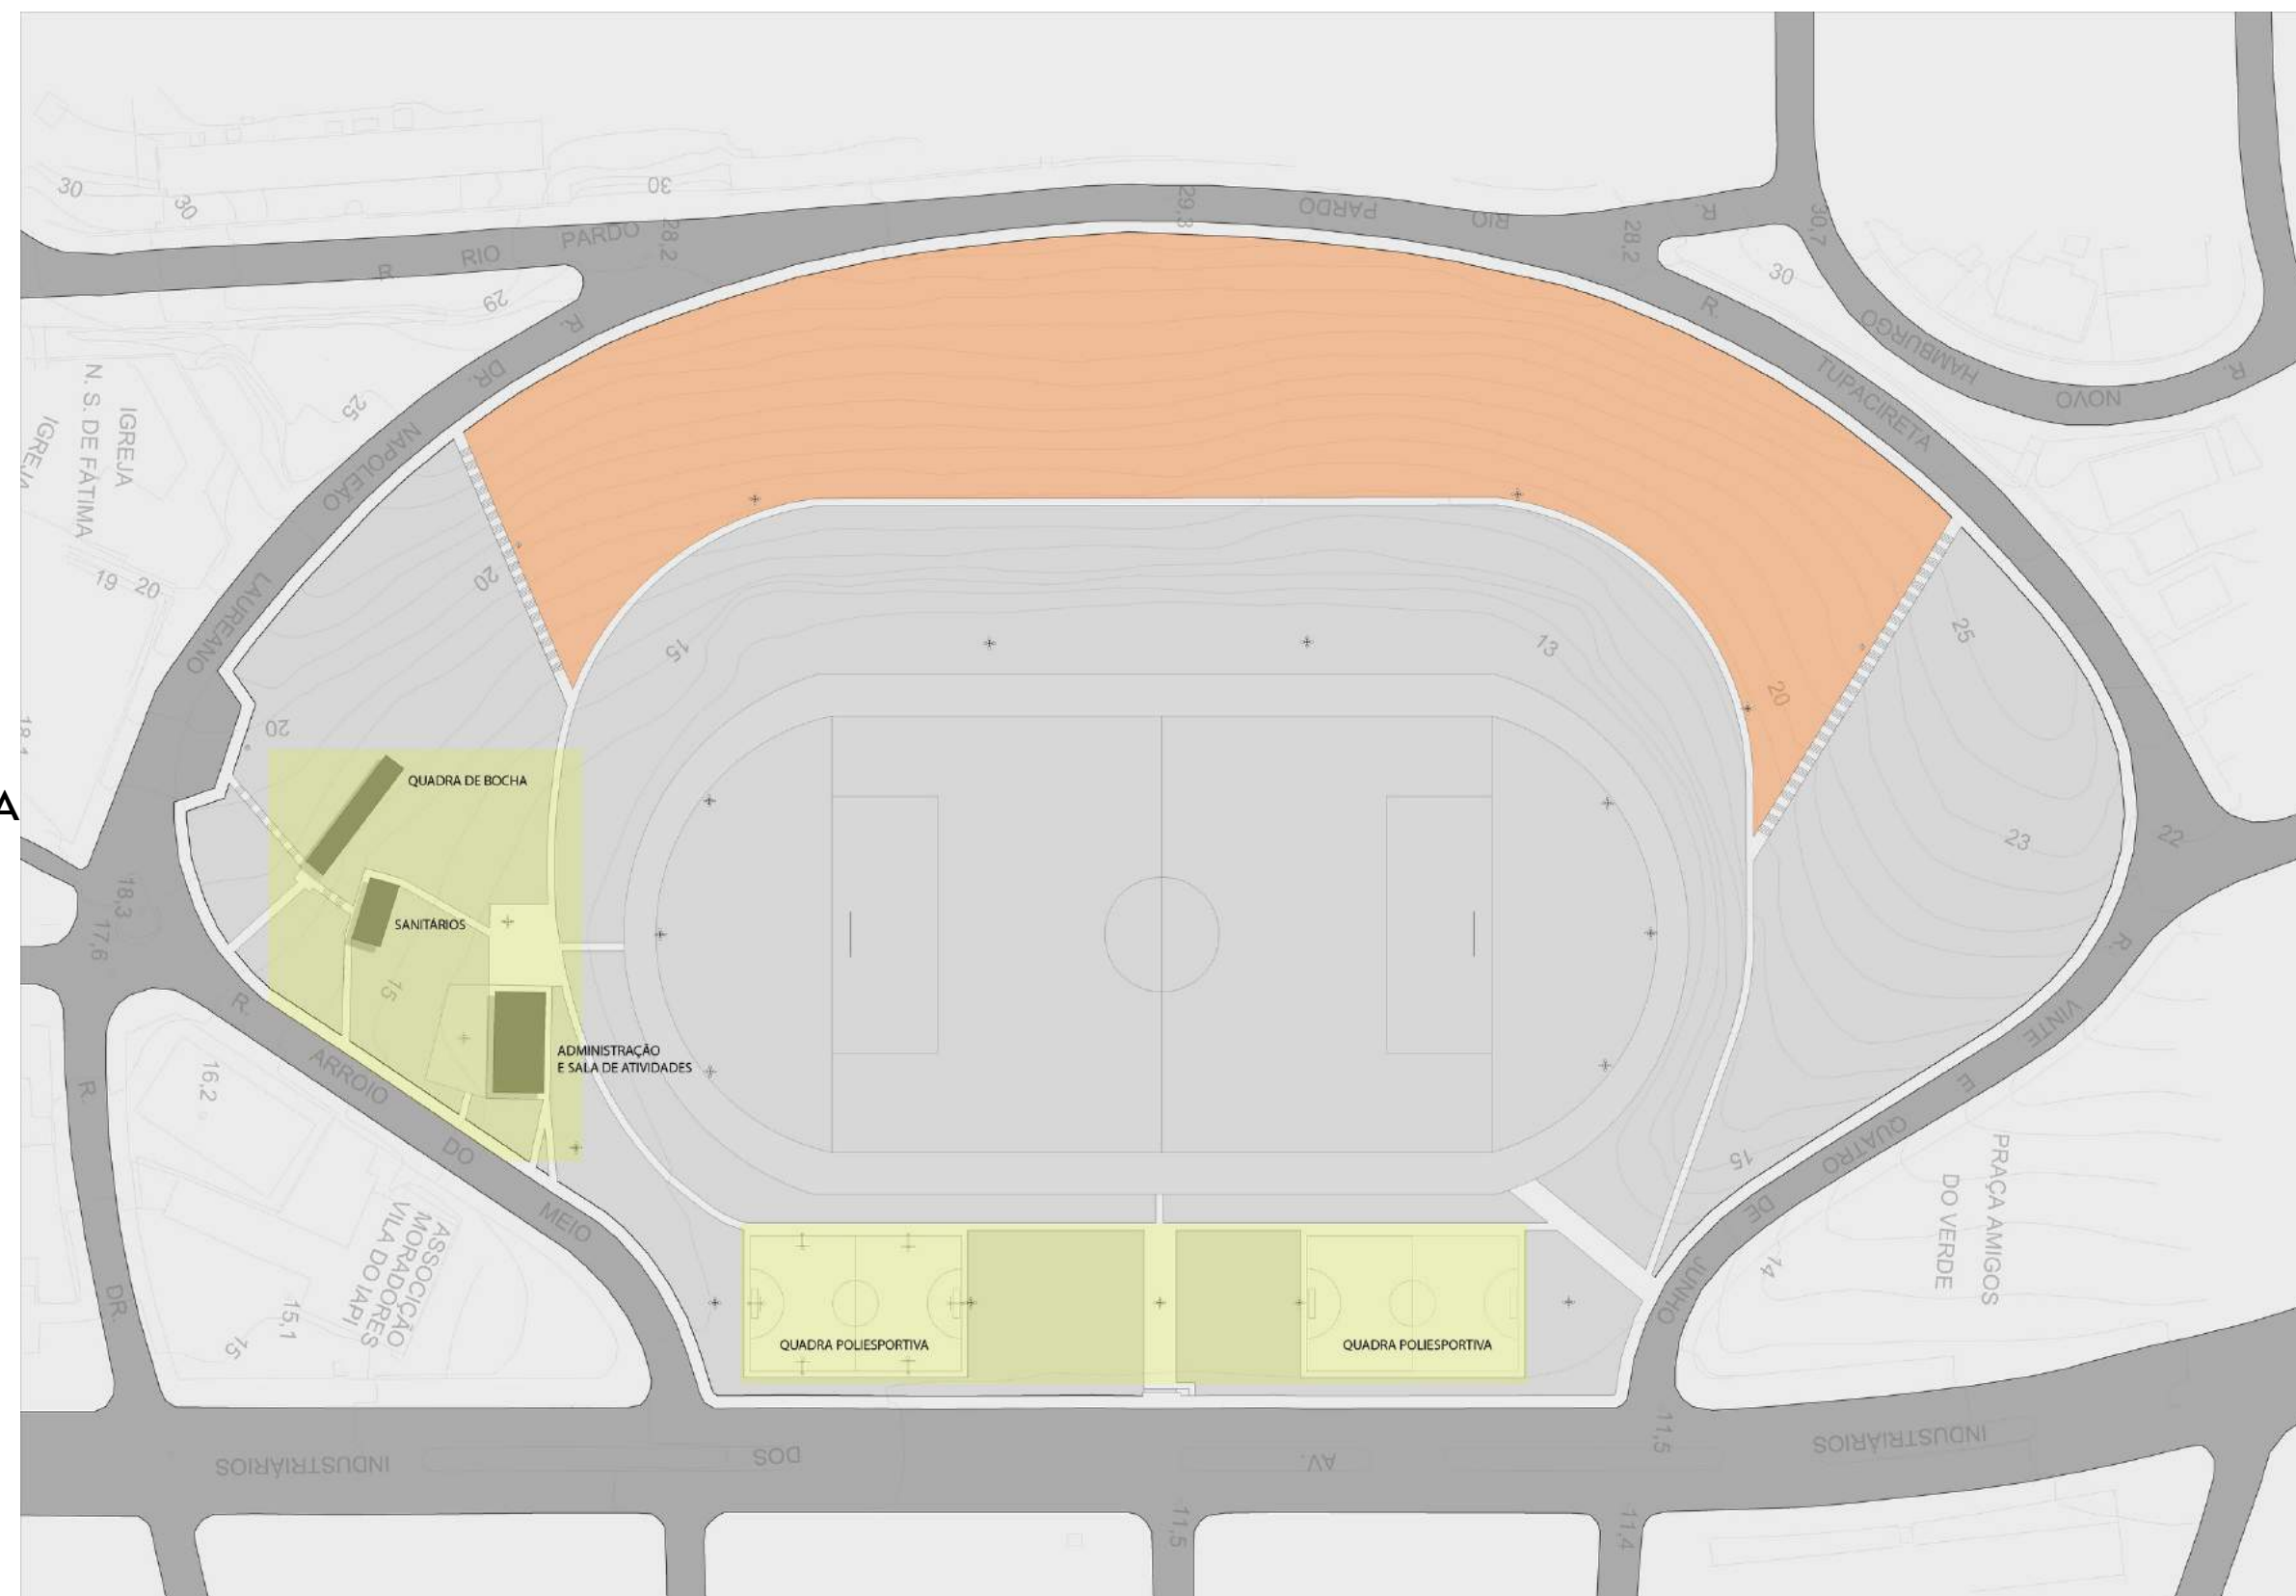 30
30
30
R
RIO
PARDO
28,2
29,3
PARDO
RIO
28,2
R.
30,7
29
R.
DR.
NAPOLEÃO
LAUREANO
25
30
R.
TUPACIRETA
HAMBURGO
NOVO
R.
IGREJA
N. S. DE FÁTIMA
IGREJA
19
20
20
15
13
20
25
20
18,1
A
QUADRA DE BOCHA
SANITÁRIOS
ADMINISTRAÇÃO
E SALA DE ATIVIDADES
15
23
22
18,3
17,6
R.
ARROIO
DO
MEIO
16,2
R.
DR.
ASSOCIÇÃO
MORADORES
VILA DO IAPI
15,1
15
R.
VINTE
E
QUATRO
DE
JUNHO
15
14
PRAÇA AMIGOS
DO VERDE
QUADRA POLIESPORTIVA
QUADRA POLIESPORTIVA
INDUSTRIÁRIOS
DOS
AV.
INDUSTRIÁRIOS
11,5
11,5
11,4